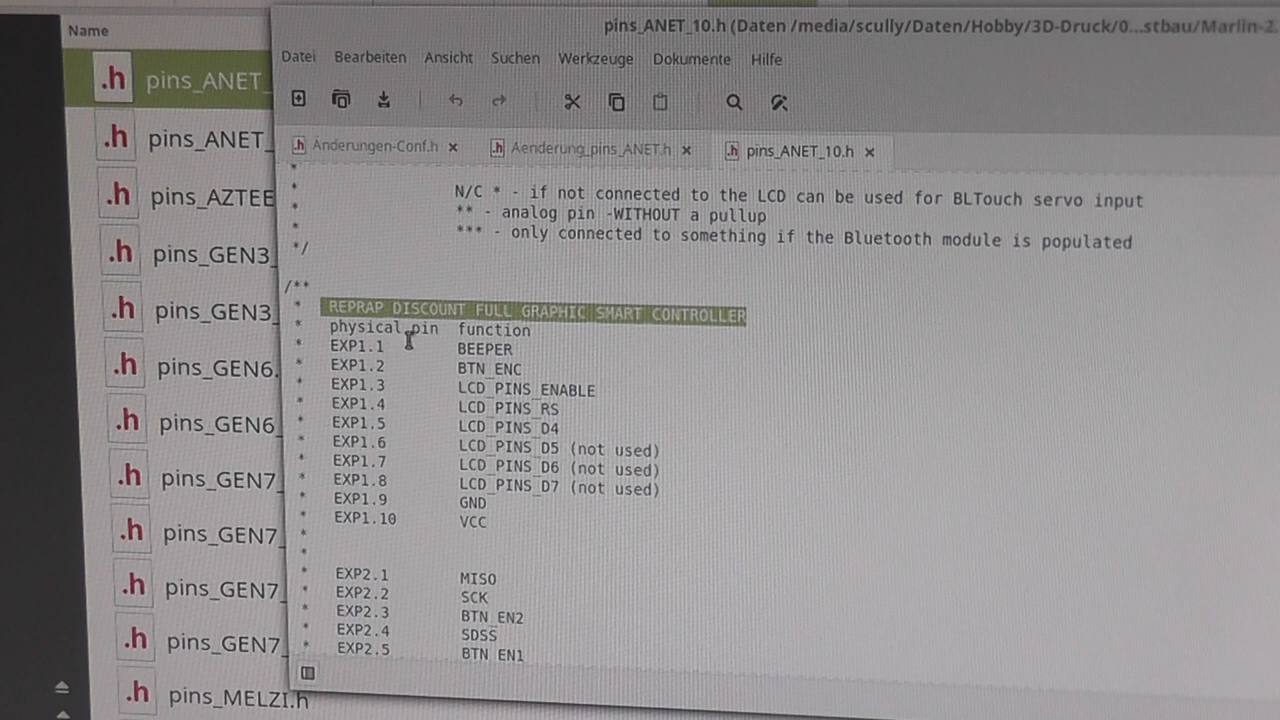 Name
pins_ANET_10.h (Daten /media/scully/Daten/Hobby/3D-Druck/0...stbau/Marlin-2.
Datei Bearbeiten Ansicht Suchen Werkzeuge Dokumente Hilfe
Änderungen-Conf.h
Aenderung_pins_ANET.h
pins_ANET_10.h
.h pins_ANET_
.h pins_ANET_
.h pins_AZTEE
.h pins_GEN3_
.h pins_GEN3_
.h pins_GEN6.
.h pins_GEN6_
.h pins_GEN7_
.h pins_GEN7_
.h pins_GEN7_
.h pins_GEN7_
.h pins_MELZI.h
*
* N/C * - if not connected to the LCD can be used for BLTouch servo input
* ** - analog pin -WITHOUT a pullup
* *** - only connected to something if the Bluetooth module is populated
*/
/**
* REPRAP DISCOUNT FULL GRAPHIC SMART CONTROLLER
* physical pin function
* EXP1.1 BEEPER
* EXP1.2 BTN_ENC
* EXP1.3 LCD_PINS_ENABLE
* EXP1.4 LCD_PINS_RS
* EXP1.5 LCD_PINS_D4
* EXP1.6 LCD_PINS_D5 (not used)
* EXP1.7 LCD_PINS_D6 (not used)
* EXP1.8 LCD_PINS_D7 (not used)
* EXP1.9 GND
* EXP1.10 VCC
*
*
* EXP2.1 MISO
* EXP2.2 SCK
* EXP2.3 BTN_EN2
* EXP2.4 SDSS
* EXP2.5 BTN_EN1